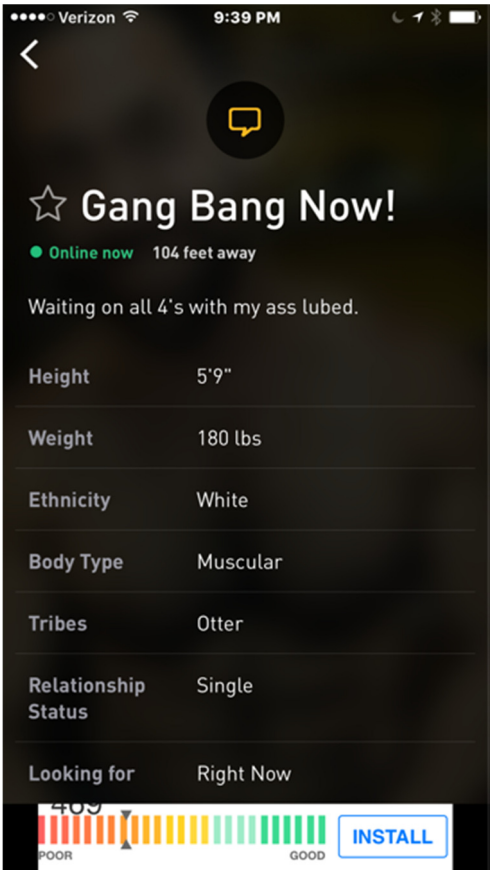 Verizon 9:39 PM
Gang Bang Now!
Online now 104 feet away
Waiting on all 4's with my ass lubed.
Height 5'9"
Weight 180 lbs
Ethnicity White
Body Type Muscular
Tribes Otter
Relationship Single
Status
Looking for Right Now
469
POOR GOOD
INSTALL